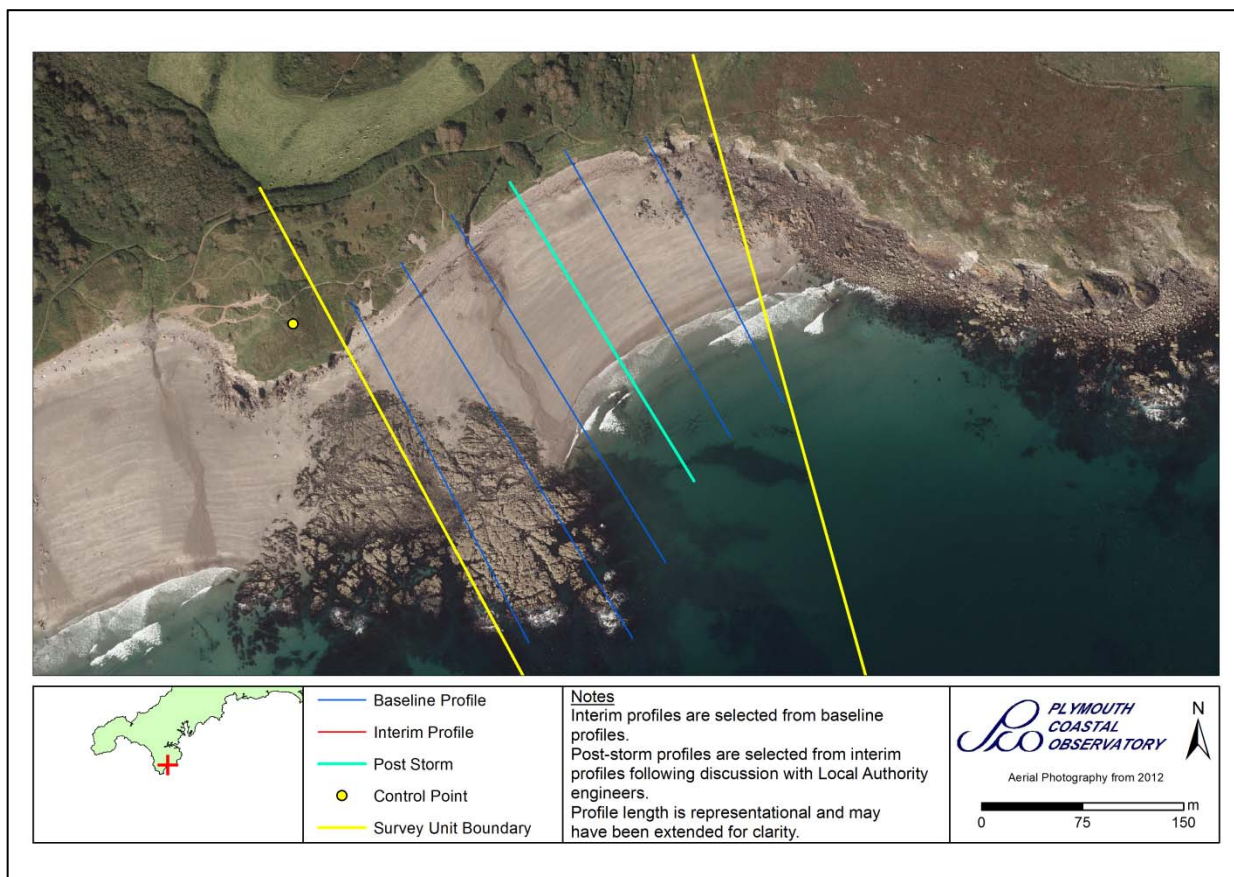 Baseline Profile
Interim Profile
Post Storm
Control Point
Survey Unit Boundary
Notes
Interim profiles are selected from baseline
profiles.
Post-storm profiles are selected from interim
profiles following discussion with Local Authority
engineers.
Profile length is representational and may
have been extended for clarity.
PCO
PLYMOUTH
COASTAL
OBSERVATORY
N
Aerial Photography from 2012
m
0 75 150